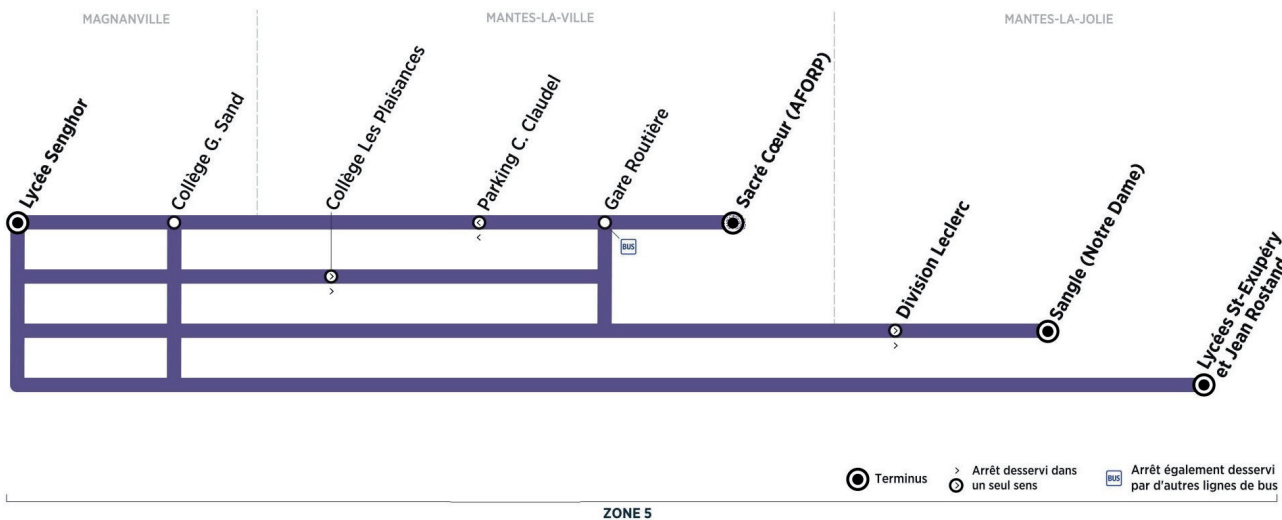 MAGNANVILLE
MANTES-LA-VILLE
MANTES-LA-JOLIE
Lycée Senghor
Collège G. Sand
Collège Les Plaisances
Parking C. Claudel
Gare Routière
Sacré Cœur (AFORP)
BUS
Division Leclerc
Sangle (Notre Dame)
Lycées St-Exupéry
et Jean Rostand
Terminus
Arrêt desservi dans
un seul sens
BUS
Arrêt également desservi
par d'autres lignes de bus
ZONE 5